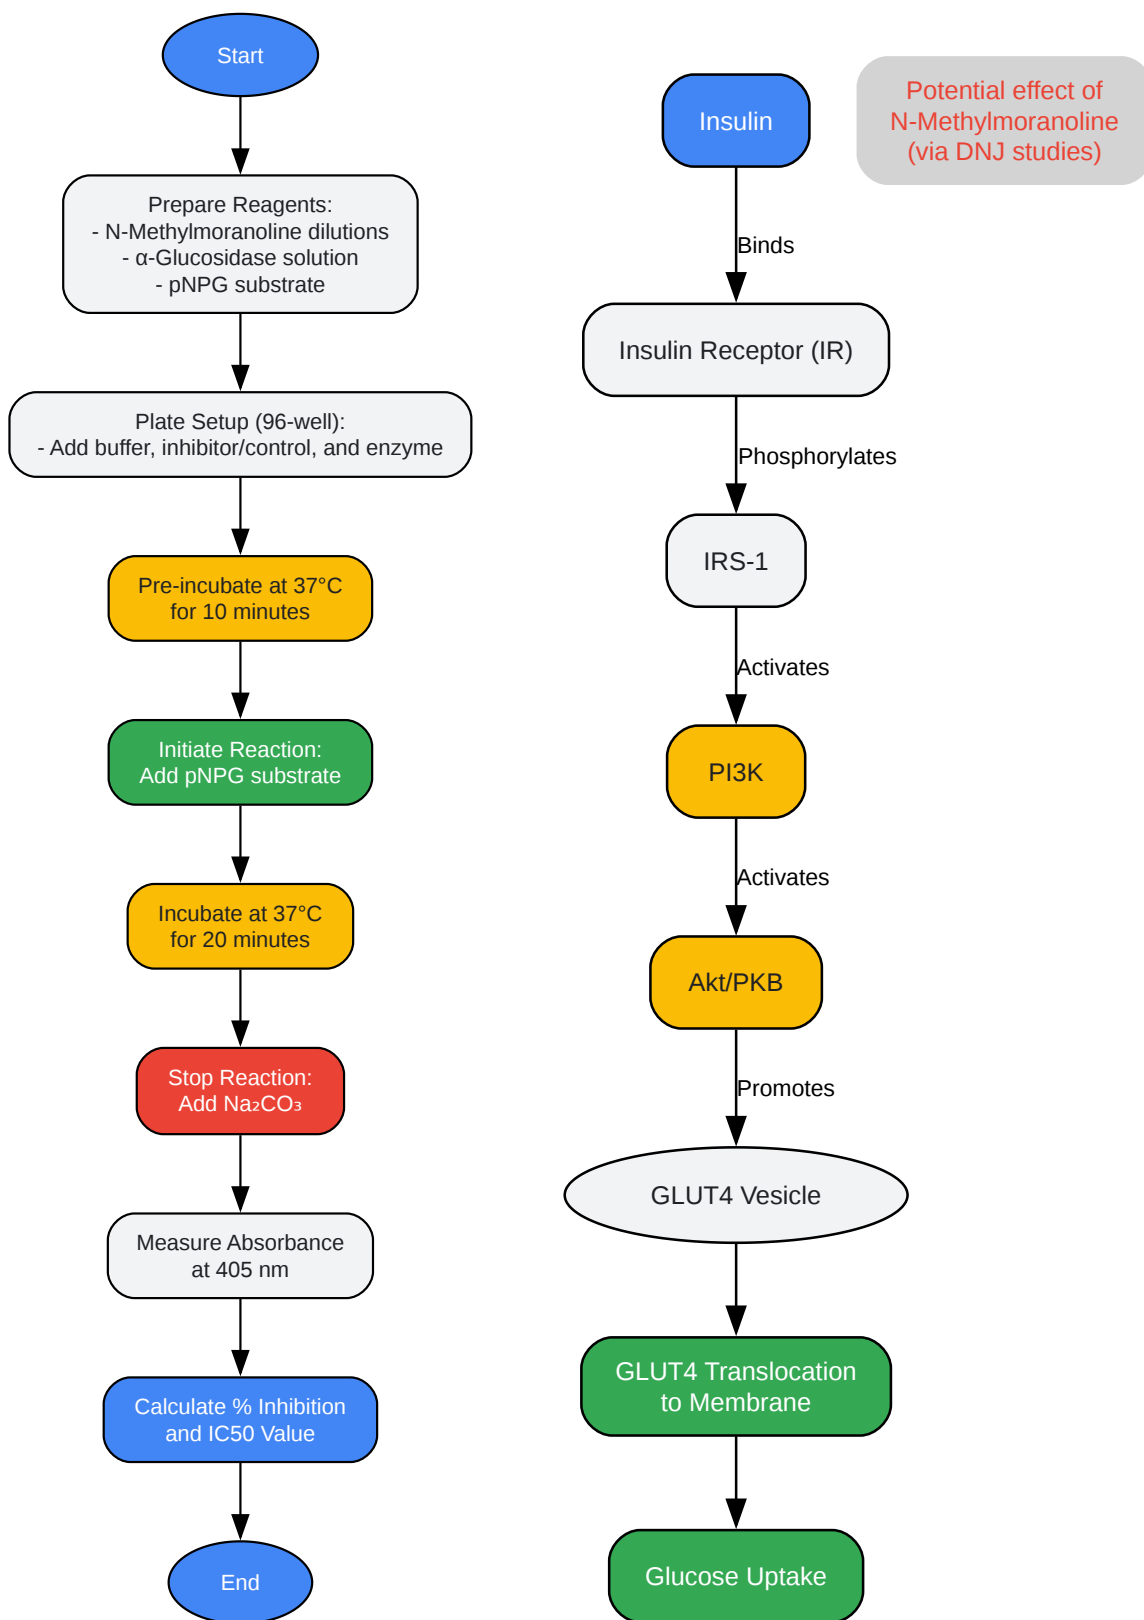 Start
Prepare Reagents:
- N-Methylmoranoline dilutions
- α-Glucosidase solution
- pNPG substrate
Plate Setup (96-well):
- Add buffer, inhibitor/control, and enzyme
Pre-incubate at 37°C
for 10 minutes
Initiate Reaction:
Add pNPG substrate
Incubate at 37°C
for 20 minutes
Stop Reaction:
Add Na₂CO₃
Measure Absorbance
at 405 nm
Calculate % Inhibition
and IC50 Value
End
Insulin
Binds
Insulin Receptor (IR)
Phosphorylates
IRS-1
Activates
PI3K
Activates
Akt/PKB
Promotes
GLUT4 Vesicle
GLUT4 Translocation
to Membrane
Glucose Uptake
Potential effect of
N-Methylmoranoline
(via DNJ studies)